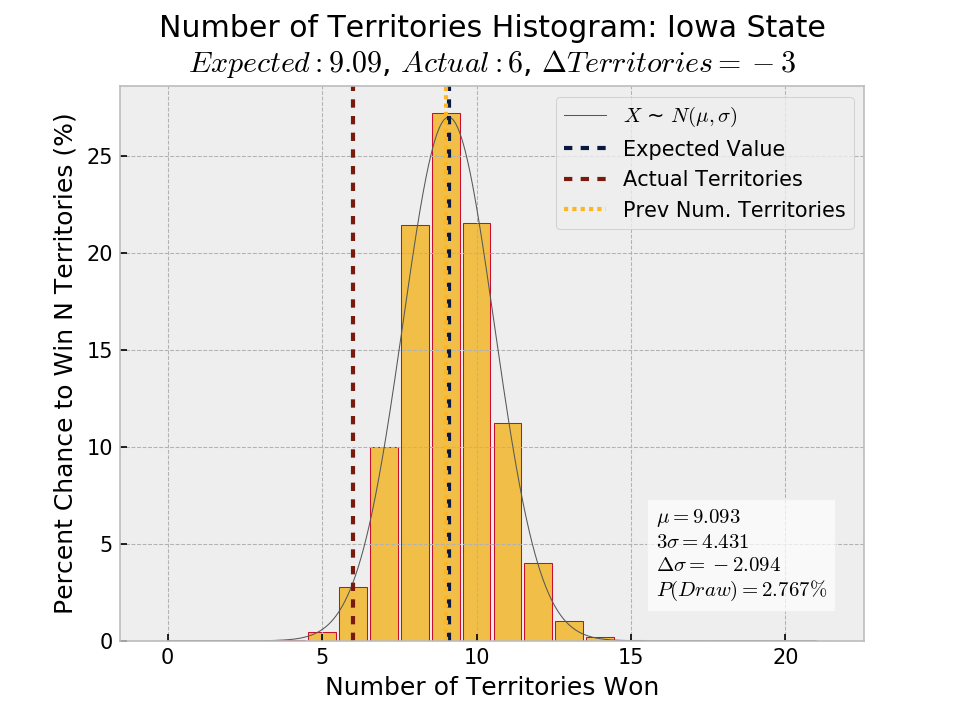 Number of Territories Histogram: Iowa State
Expected : 9.09, Actual : 6, ΔTerritories = −3
Percent Chance to Win N Territories (%)
25
20
15
10
5
0
X ~ N(μ, σ)
Expected Value
Actual Territories
Prev Num. Territories
μ = 9.093
3σ = 4.431
Δσ = −2.094
P(Draw) = 2.767%
0 5 10 15 20
Number of Territories Won